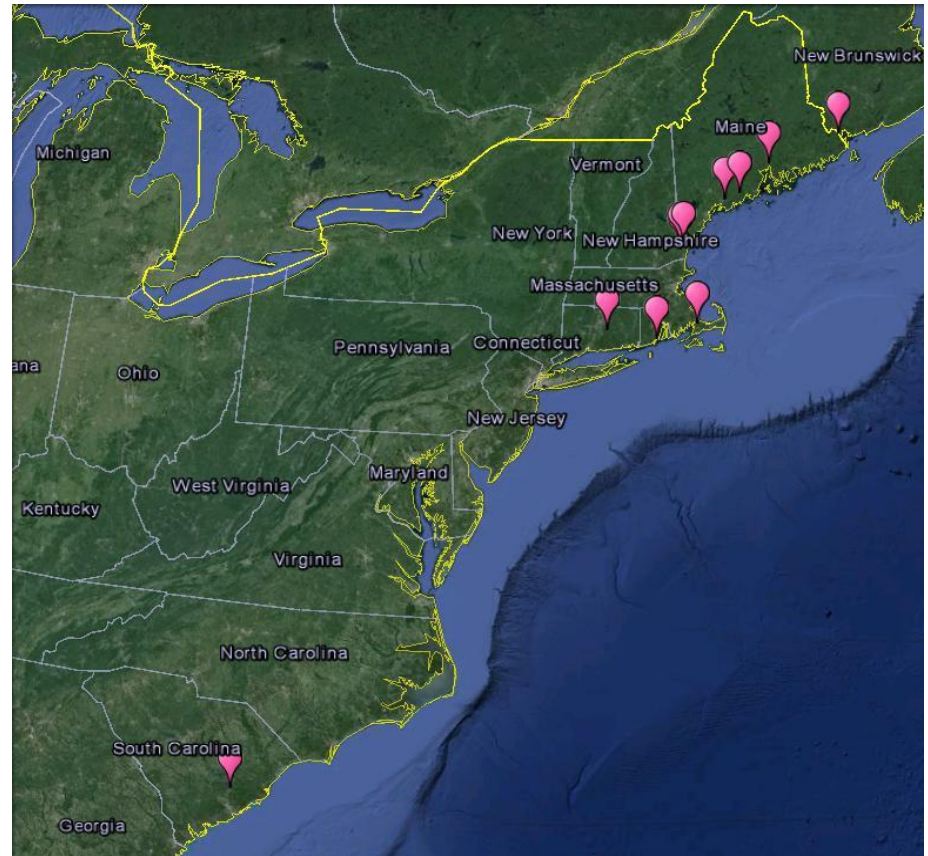 New Brunswick
Maine
Michigan
Vermont
New York
New Hampshire
Massachusetts
Connecticut
Pennsylvania
ana
Ohio
New Jersey
Maryland
West Virginia
Kentucky
Virginia
North Carolina
South Carolina
Georgia